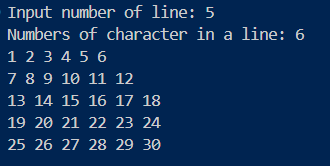 Input number of line: 5
Numbers of character in a line: 6
1 2 3 4 5 6
7 8 9 10 11 12
13 14 15 16 17 18
19 20 21 22 23 24
25 26 27 28 29 30